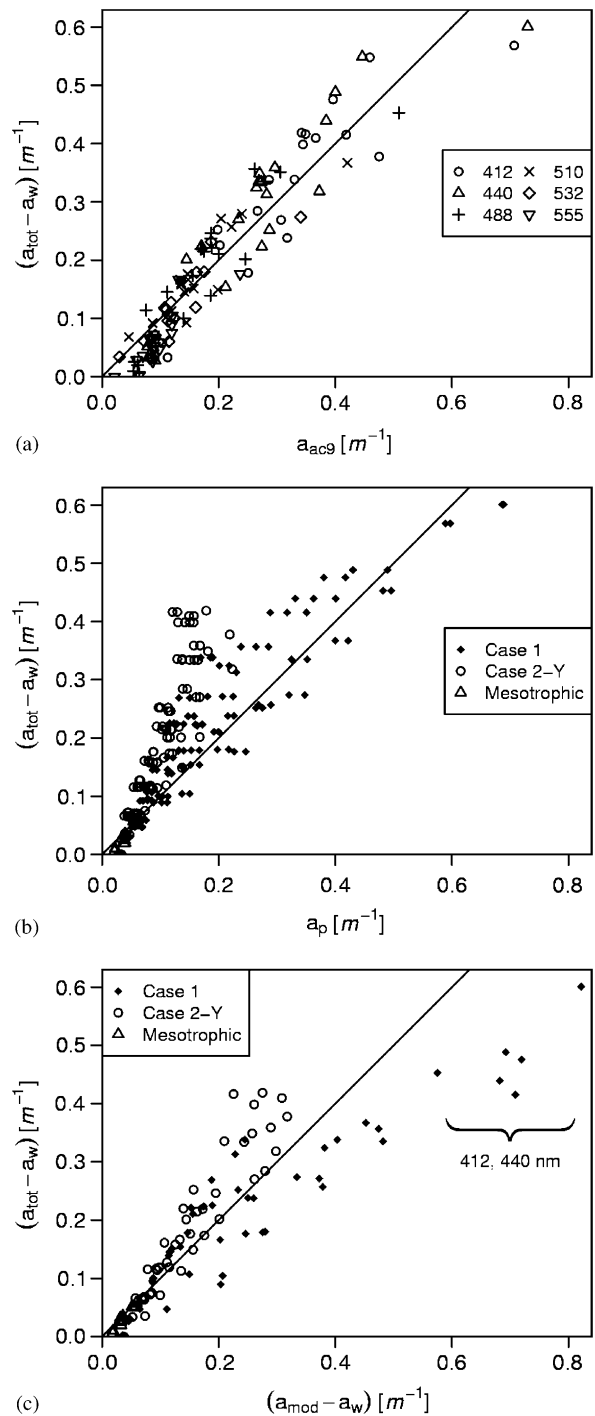 0.6
0.5
0.4
0.3
0.2
0.1
0.0
(a_tot − a_w) [m⁻¹]
412 510
440 532
488 555
0.0 0.2 0.4 0.6 0.8
(a) a_ac9 [m⁻¹]
0.6
0.5
0.4
0.3
0.2
0.1
0.0
(a_tot − a_w) [m⁻¹]
Case 1
Case 2−Y
Mesotrophic
0.0 0.2 0.4 0.6 0.8
(b) a_p [m⁻¹]
Case 1
Case 2−Y
Mesotrophic
0.6
0.5
0.4
0.3
0.2
0.1
0.0
(a_tot − a_w) [m⁻¹]
412, 440 nm
0.0 0.2 0.4 0.6 0.8
(c) (a_mod − a_w) [m⁻¹]